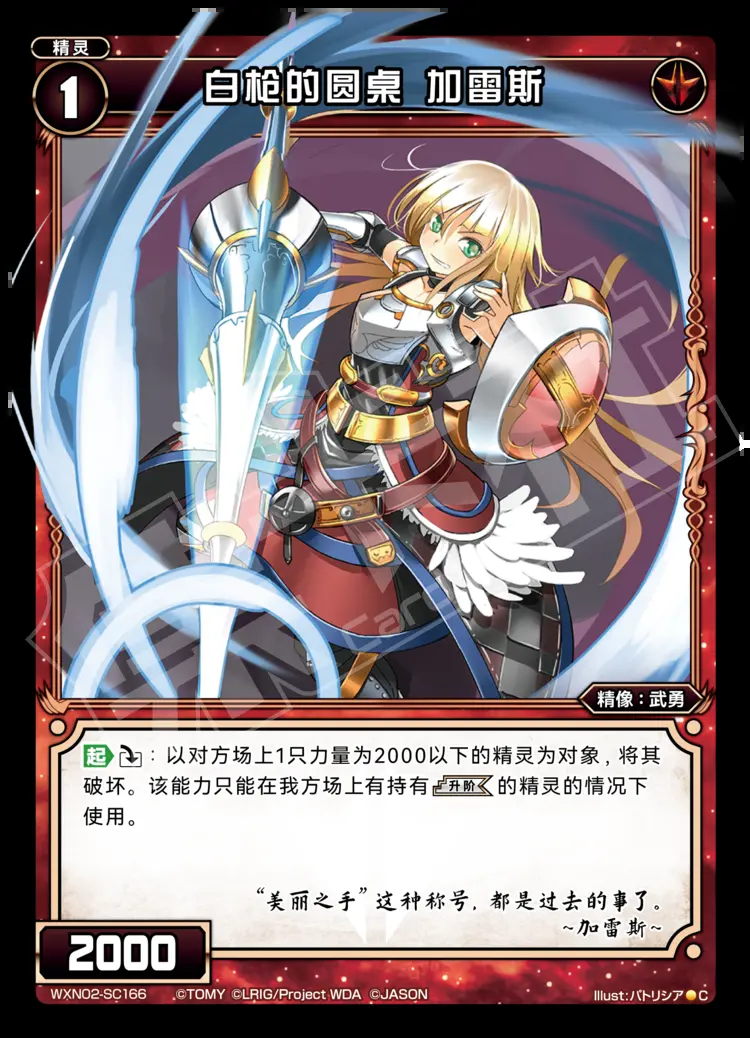 精灵
1
白枪的圆桌 加雷斯
精像：武勇
起 ：以对方场上1只力量为2000以下的精灵为对象，将其
破坏。该能力只能在我方场上有持有 升阶 的精灵的情况下
使用。
“美丽之手”这种称号，都是过去的事了。
~加雷斯~
2000
WXN02-SC166 ©TOMY ©LRIG/Project WDA ©JASON
Illust:パトリシア C